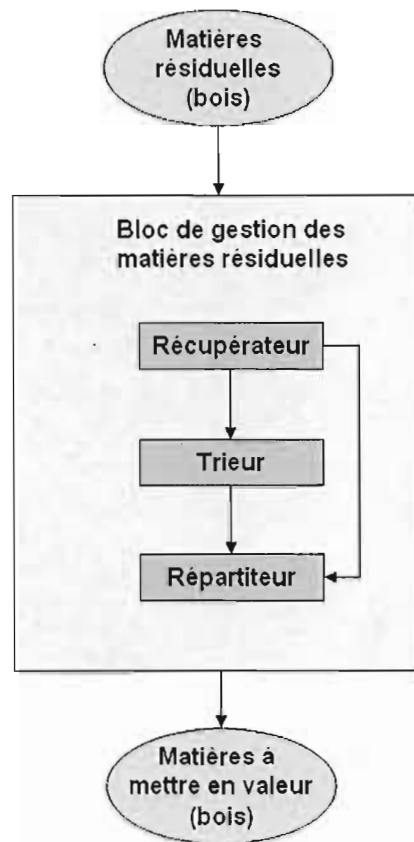 Matières
résiduelles
(bois)
Bloc de gestion des
matières résiduelles
Récupérateur
Trieur
Répartiteur
Matières à
mettre en valeur
(bois)